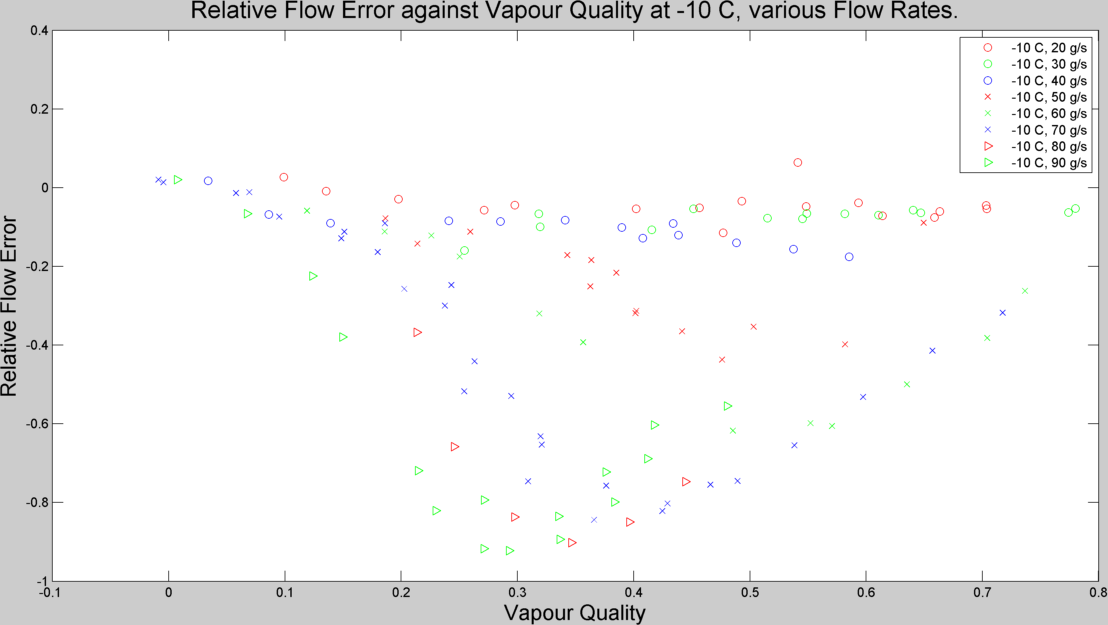 Relative Flow Error against Vapour Quality at -10 C, various Flow Rates.
0.4
0.2
0
-0.2
-0.4
-0.6
-0.8
-1
Relative Flow Error
-10 C, 20 g/s
-10 C, 30 g/s
-10 C, 40 g/s
-10 C, 50 g/s
-10 C, 60 g/s
-10 C, 70 g/s
-10 C, 80 g/s
-10 C, 90 g/s
-0.1 0 0.1 0.2 0.3 0.4 0.5 0.6 0.7 0.8
Vapour Quality